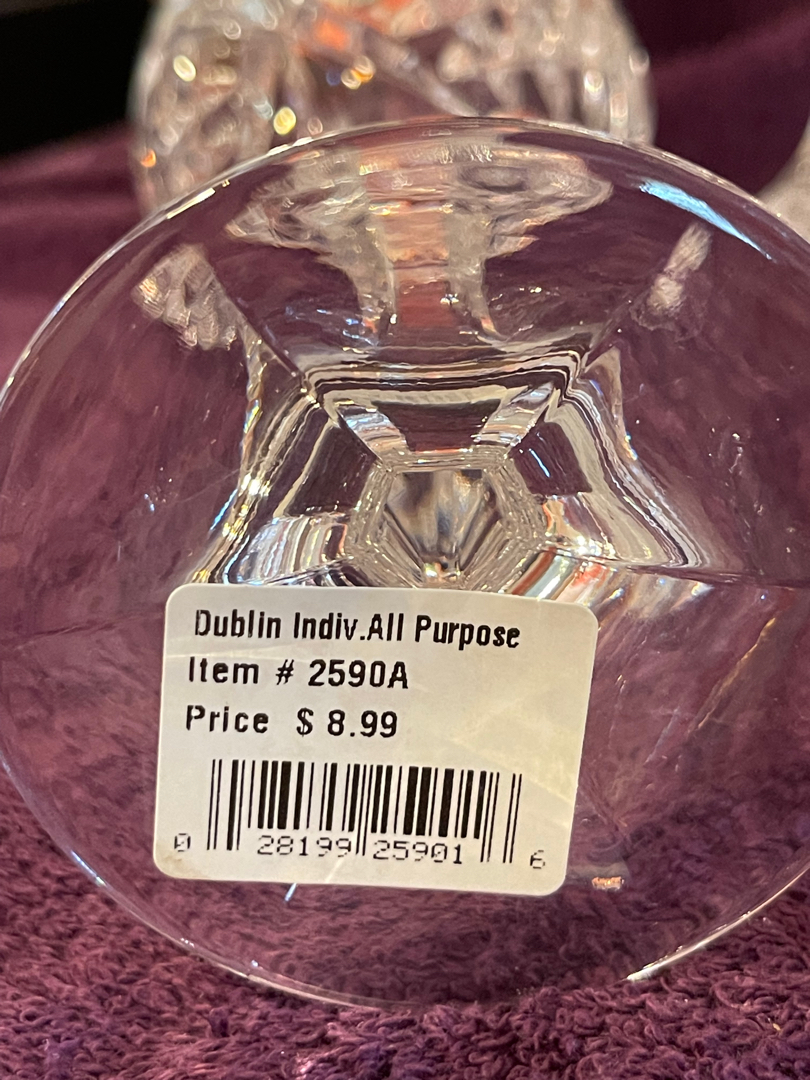 Dublin Indiv.All Purpose
Item # 2590A
Price $ 8.99
0 28199 25901 6